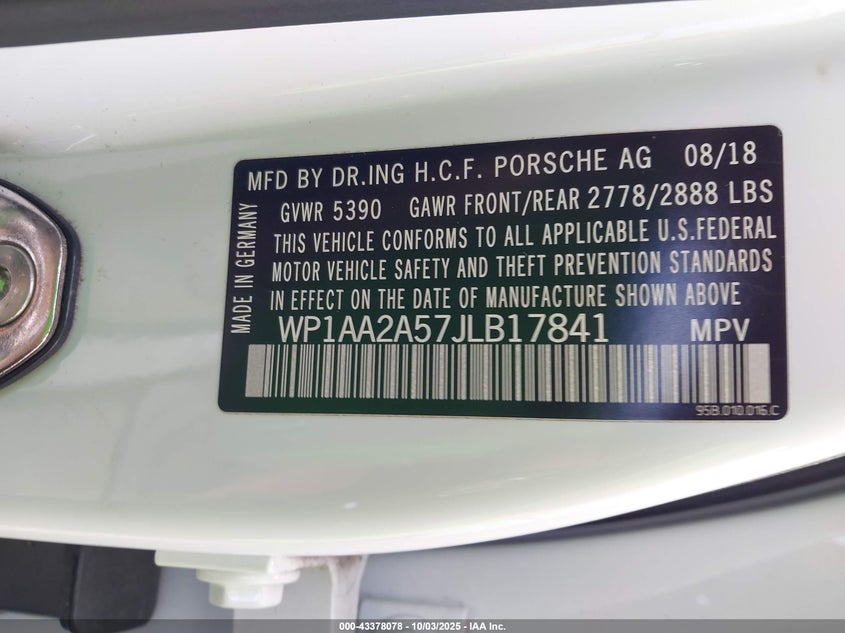 MFD BY DR.ING H.C.F. PORSCHE AG 08/18
GVWR 5390 GAWR FRONT/REAR 2778/2888 LBS
THIS VEHICLE CONFORMS TO ALL APPLICABLE U.S.FEDERAL
MOTOR VEHICLE SAFETY AND THEFT PREVENTION STANDARDS
IN EFFECT ON THE DATE OF MANUFACTURE SHOWN ABOVE
MADE IN GERMANY
WP1AA2A57JLB17841 MPV
95B.010.016.C
000-43378078 - 10/03/2025 - IAA Inc.